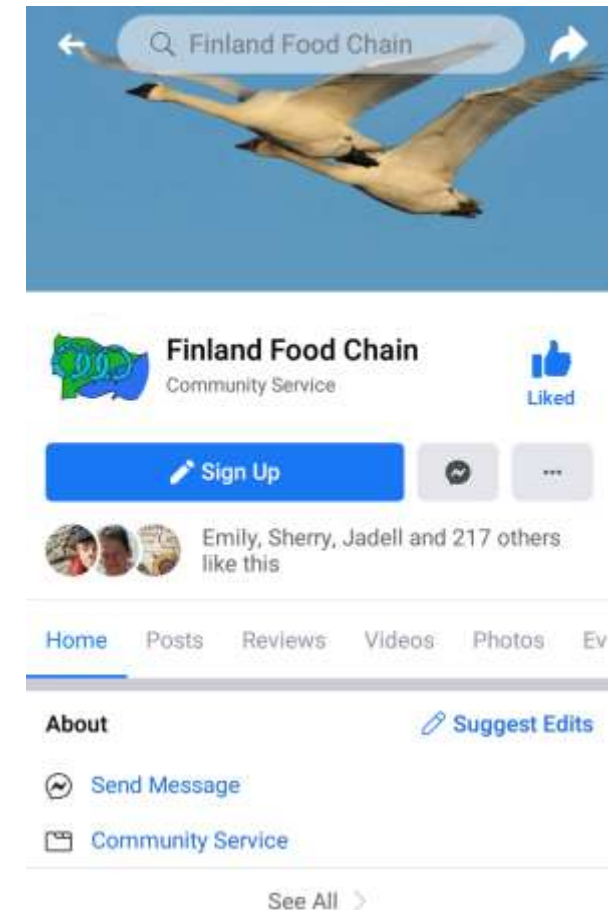 Finland Food Chain
Finland Food Chain
Community Service
Liked
Sign Up
Emily, Sherry, Jadell and 217 others
like this
Home Posts Reviews Videos Photos Ev
About Suggest Edits
Send Message
Community Service
See All